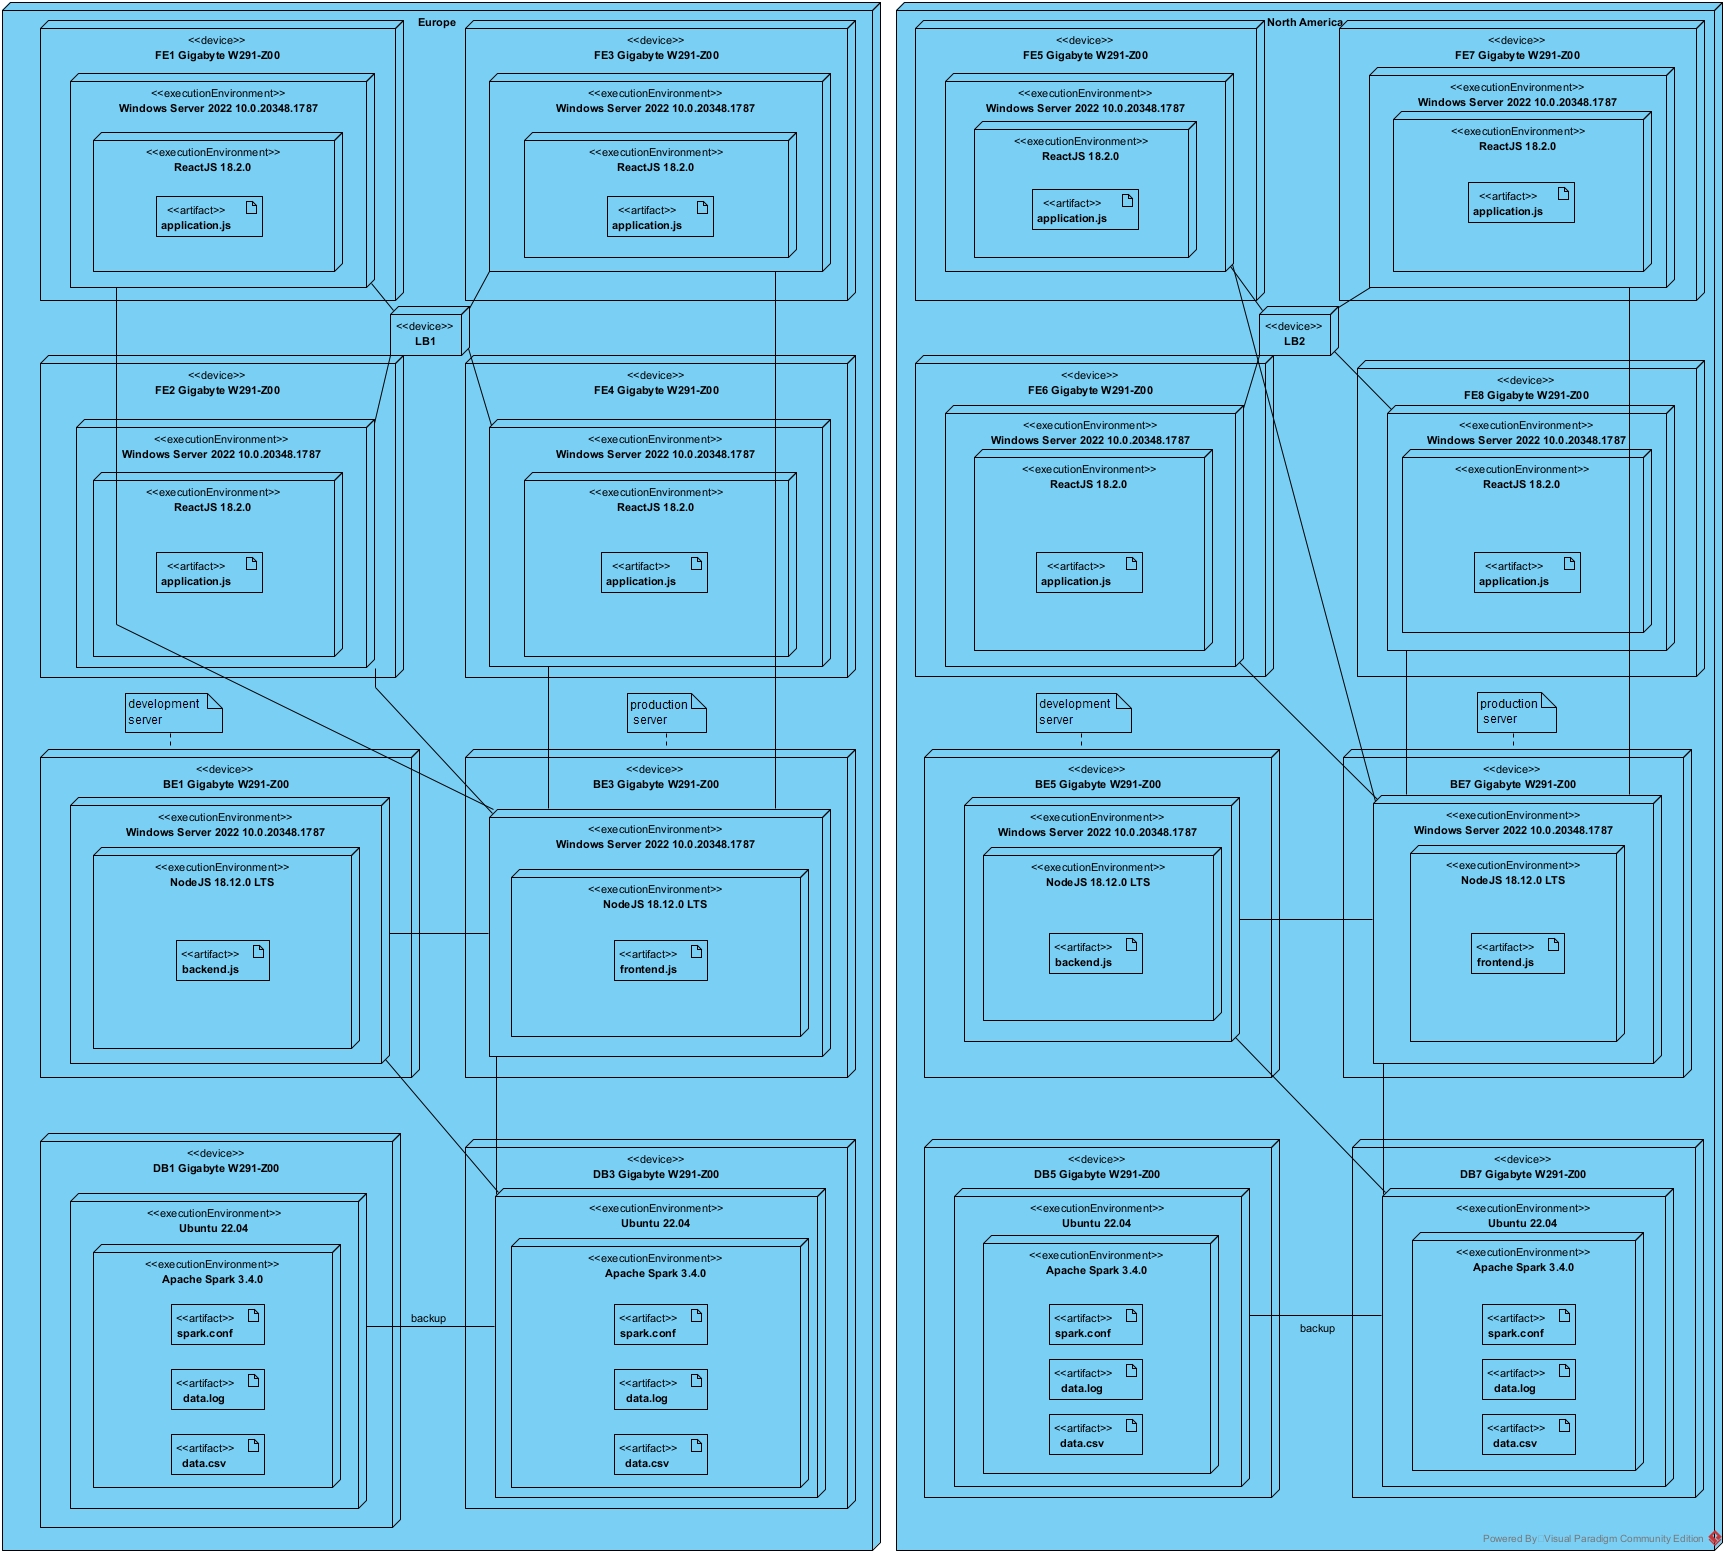 Europe
<<device>>
FE1 Gigabyte W291-Z00
<<executionEnvironment>>
Windows Server 2022 10.0.20348.1787
<<executionEnvironment>>
ReactJS 18.2.0
<<artifact>>
application.js
<<device>>
FE3 Gigabyte W291-Z00
<<executionEnvironment>>
Windows Server 2022 10.0.20348.1787
<<executionEnvironment>>
ReactJS 18.2.0
<<artifact>>
application.js
<<device>>
LB1
<<device>>
FE2 Gigabyte W291-Z00
<<executionEnvironment>>
Windows Server 2022 10.0.20348.1787
<<executionEnvironment>>
ReactJS 18.2.0
<<artifact>>
application.js
<<device>>
FE4 Gigabyte W291-Z00
<<executionEnvironment>>
Windows Server 2022 10.0.20348.1787
<<executionEnvironment>>
ReactJS 18.2.0
<<artifact>>
application.js
development
server
production
server
<<device>>
BE1 Gigabyte W291-Z00
<<executionEnvironment>>
Windows Server 2022 10.0.20348.1787
<<executionEnvironment>>
NodeJS 18.12.0 LTS
<<artifact>>
backend.js
<<device>>
BE3 Gigabyte W291-Z00
<<executionEnvironment>>
Windows Server 2022 10.0.20348.1787
<<executionEnvironment>>
NodeJS 18.12.0 LTS
<<artifact>>
frontend.js
<<device>>
DB1 Gigabyte W291-Z00
<<executionEnvironment>>
Ubuntu 22.04
<<executionEnvironment>>
Apache Spark 3.4.0
<<artifact>>
spark.conf
<<artifact>>
data.log
<<artifact>>
data.csv
backup
<<device>>
DB3 Gigabyte W291-Z00
<<executionEnvironment>>
Ubuntu 22.04
<<executionEnvironment>>
Apache Spark 3.4.0
<<artifact>>
spark.conf
<<artifact>>
data.log
<<artifact>>
data.csv
North America
<<device>>
FE5 Gigabyte W291-Z00
<<executionEnvironment>>
Windows Server 2022 10.0.20348.1787
<<executionEnvironment>>
ReactJS 18.2.0
<<artifact>>
application.js
<<device>>
FE7 Gigabyte W291-Z00
<<executionEnvironment>>
Windows Server 2022 10.0.20348.1787
<<executionEnvironment>>
ReactJS 18.2.0
<<artifact>>
application.js
<<device>>
LB2
<<device>>
FE6 Gigabyte W291-Z00
<<executionEnvironment>>
Windows Server 2022 10.0.20348.1787
<<executionEnvironment>>
ReactJS 18.2.0
<<artifact>>
application.js
<<device>>
FE8 Gigabyte W291-Z00
<<executionEnvironment>>
Windows Server 2022 10.0.20348.1787
<<executionEnvironment>>
ReactJS 18.2.0
<<artifact>>
application.js
development
server
production
server
<<device>>
BE5 Gigabyte W291-Z00
<<executionEnvironment>>
Windows Server 2022 10.0.20348.1787
<<executionEnvironment>>
NodeJS 18.12.0 LTS
<<artifact>>
backend.js
<<device>>
BE7 Gigabyte W291-Z00
<<executionEnvironment>>
Windows Server 2022 10.0.20348.1787
<<executionEnvironment>>
NodeJS 18.12.0 LTS
<<artifact>>
frontend.js
<<device>>
DB5 Gigabyte W291-Z00
<<executionEnvironment>>
Ubuntu 22.04
<<executionEnvironment>>
Apache Spark 3.4.0
<<artifact>>
spark.conf
<<artifact>>
data.log
<<artifact>>
data.csv
backup
<<device>>
DB7 Gigabyte W291-Z00
<<executionEnvironment>>
Ubuntu 22.04
<<executionEnvironment>>
Apache Spark 3.4.0
<<artifact>>
spark.conf
<<artifact>>
data.log
<<artifact>>
data.csv
Powered By: Visual Paradigm Community Edition